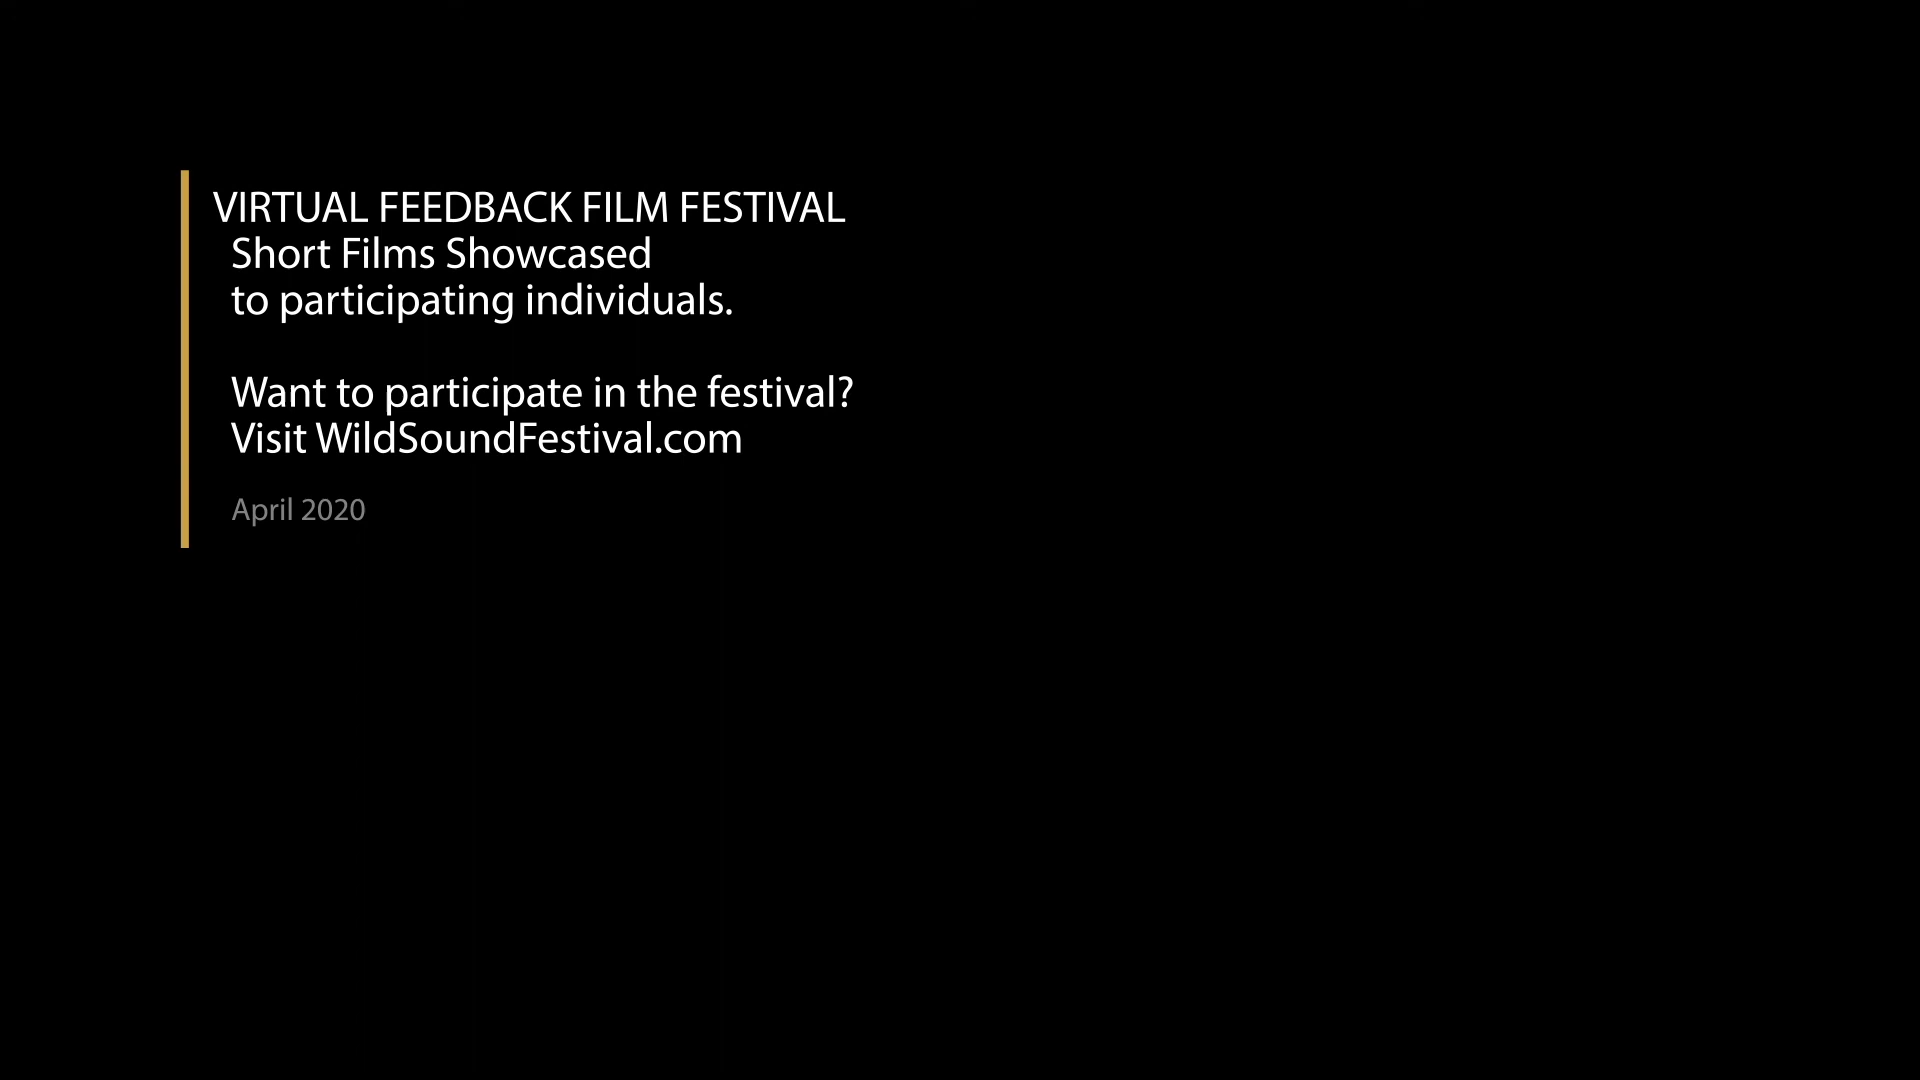 VIRTUAL FEEDBACK FILM FESTIVAL
Short Films Showcased
to participating individuals.
Want to participate in the festival?
Visit WildSoundFestival.com
April 2020